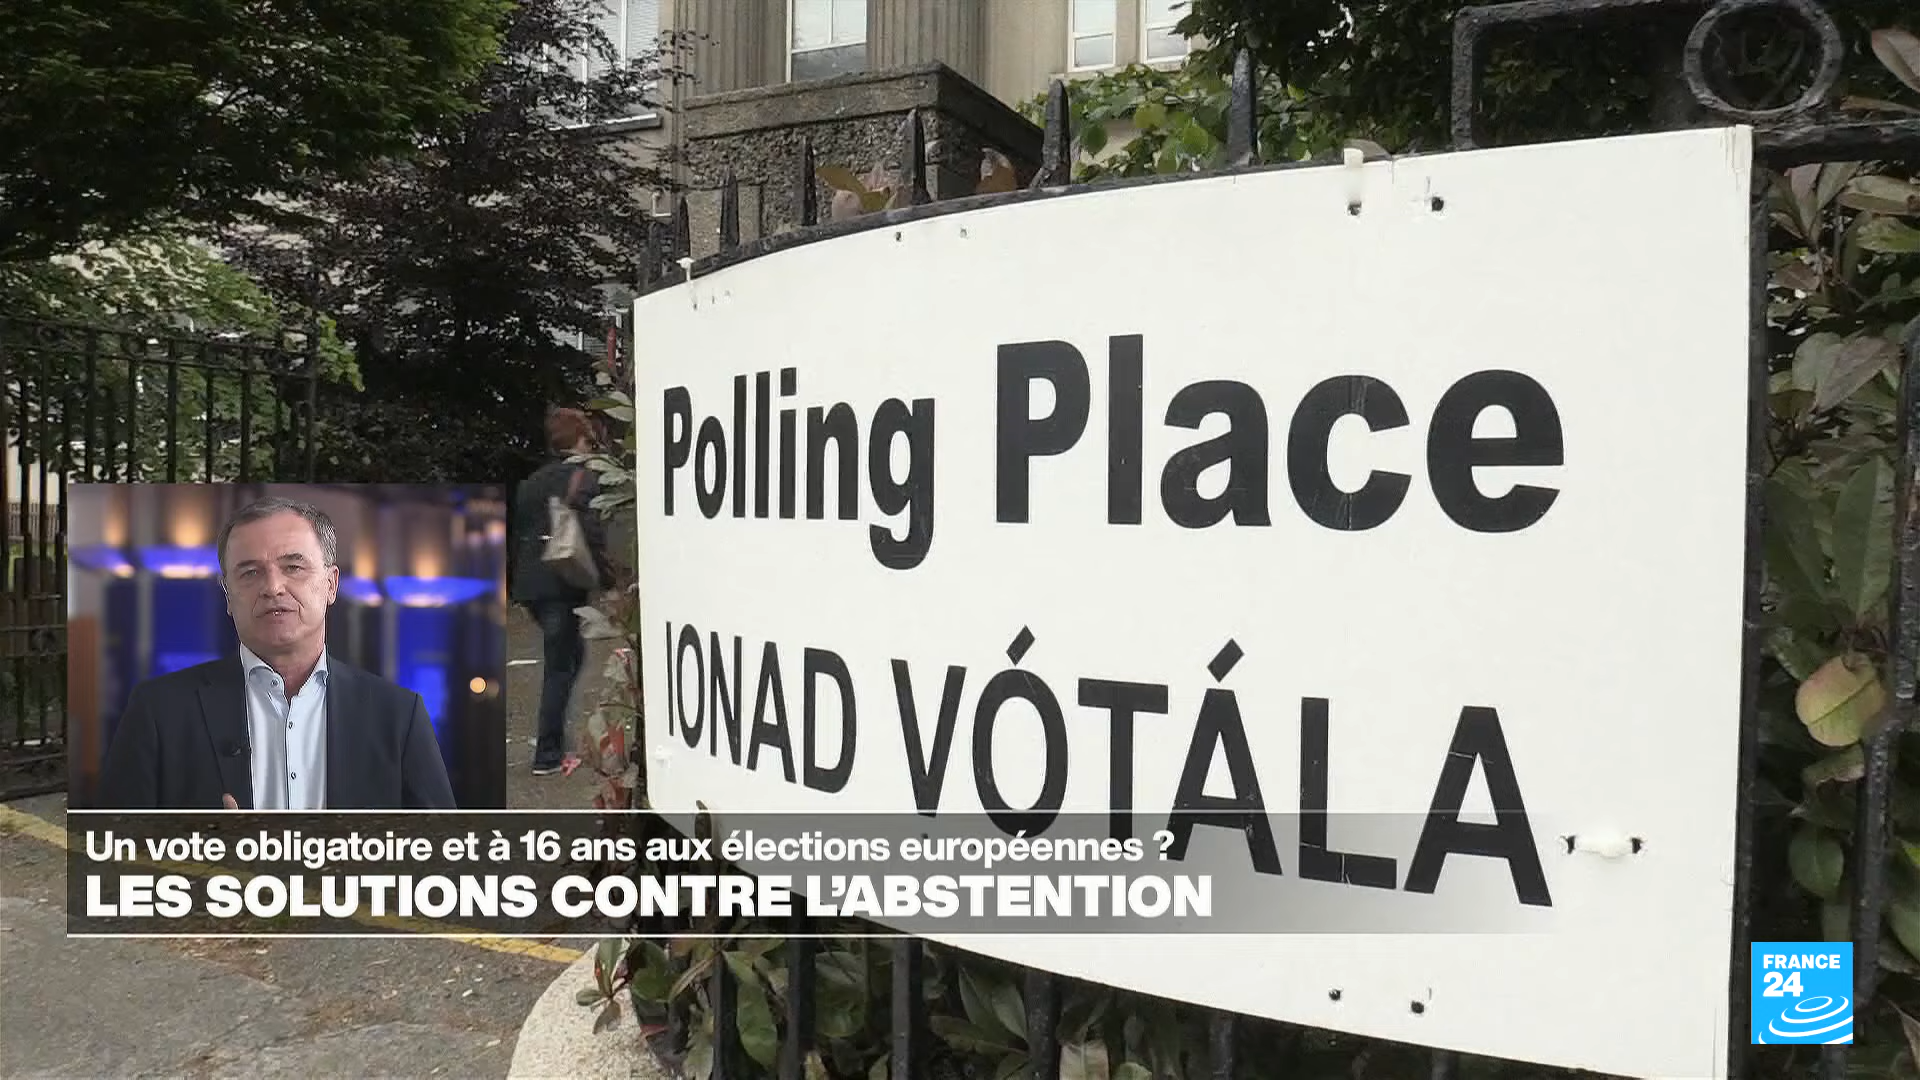 Polling Place
IONAD VÓTÁLA
Un vote obligatoire et à 16 ans aux élections européennes ?
LES SOLUTIONS CONTRE L'ABSTENTION
FRANCE
24